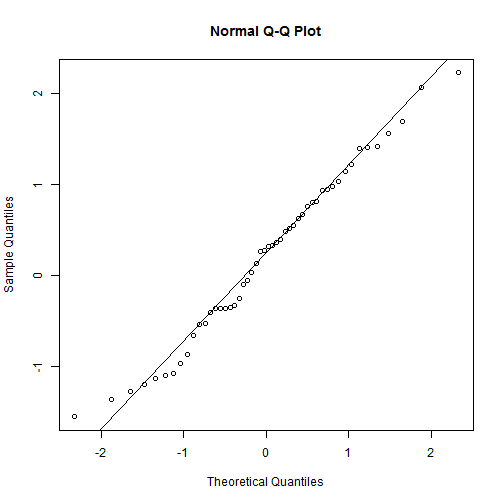 Normal Q-Q Plot
2
1
0
-1
Sample Quantiles
-2 -1 0 1 2
Theoretical Quantiles